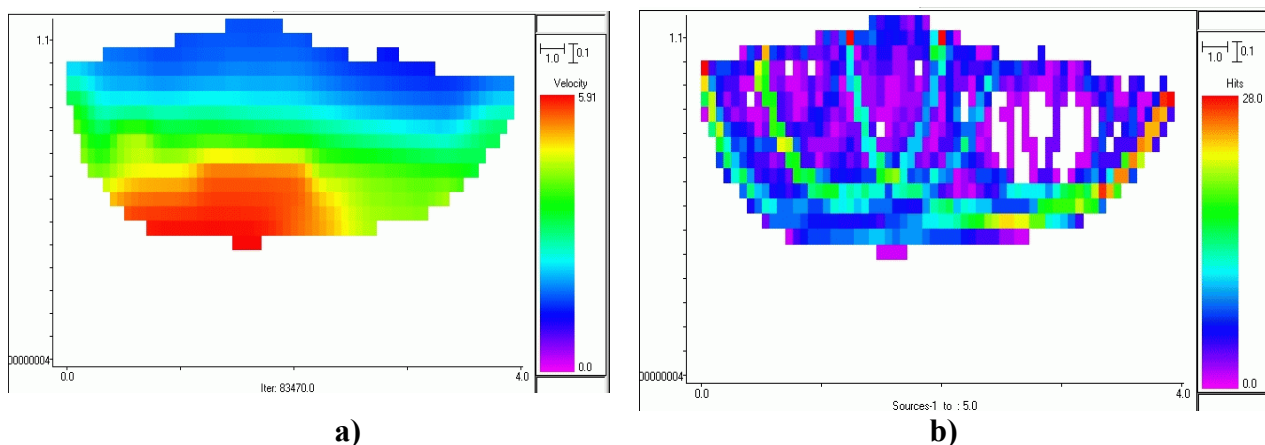 1.1
1.0 0.1
Velocity
5.91
0.0
00000004
0.0 4.0
Iter: 83470.0
a)
1.1
1.0 0.1
Hits
28.0
0.0
00000004
0.0 4.0
Sources-1 to : 5.0
b)